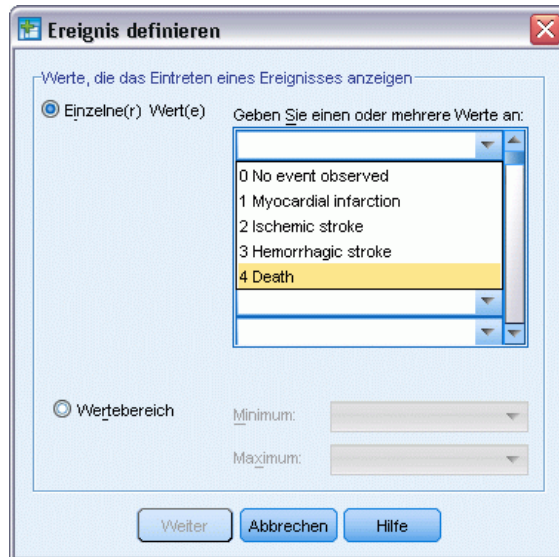 Ereignis definieren
Werte, die das Eintreten eines Ereignisses anzeigen
Einzelne(r) Wert(e)
Geben Sie einen oder mehrere Werte an:
0 No event observed
1 Myocardial infarction
2 Ischemic stroke
3 Hemorrhagic stroke
4 Death
Wertebereich
Minimum:
Maximum:
Weiter
Abbrechen
Hilfe